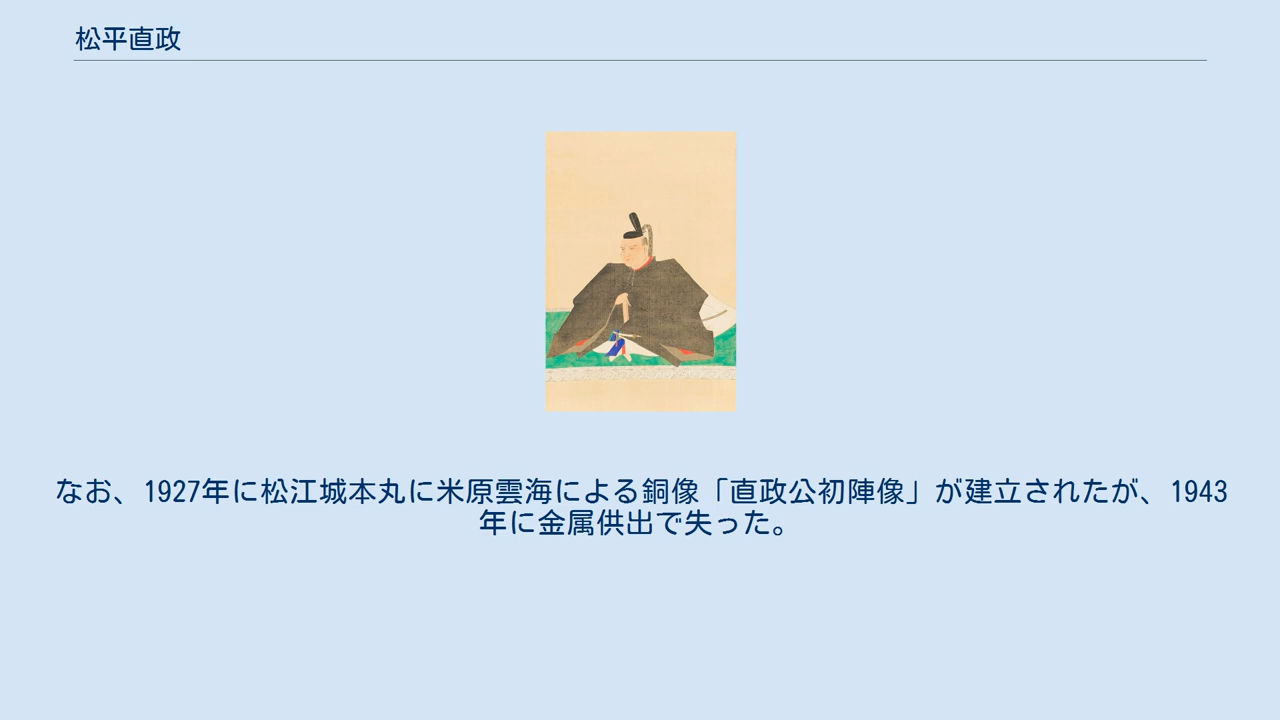 松平直政
なお、1927年に松江城本丸に米原雲海による銅像「直政公初陣像」が建立されたが、1943
年に金属供出で失った。